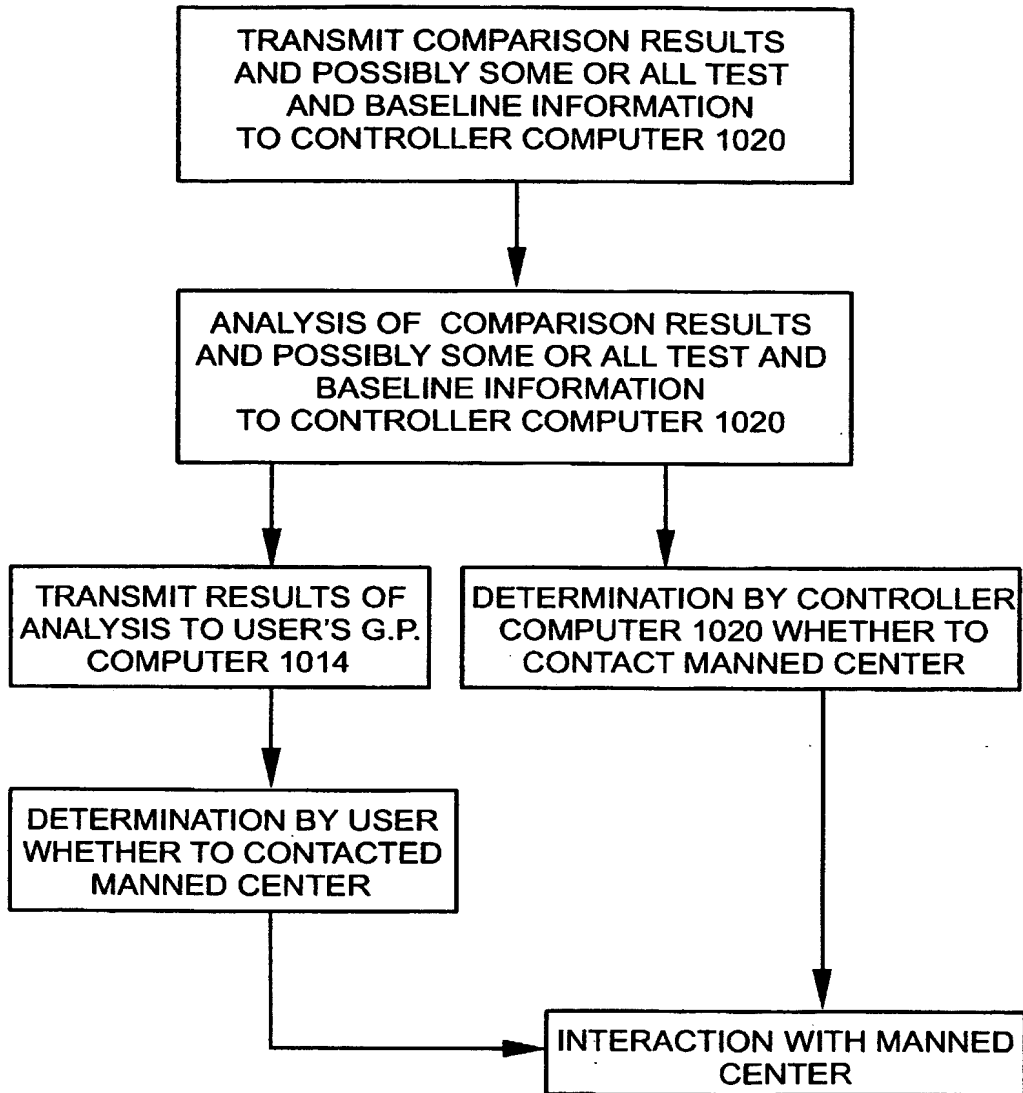 TRANSMIT COMPARISON RESULTS
AND POSSIBLY SOME OR ALL TEST
AND BASELINE INFORMATION
TO CONTROLLER COMPUTER 1020
ANALYSIS OF COMPARISON RESULTS
AND POSSIBLY SOME OR ALL TEST AND
BASELINE INFORMATION
TO CONTROLLER COMPUTER 1020
TRANSMIT RESULTS OF
ANALYSIS TO USER'S G.P.
COMPUTER 1014
DETERMINATION BY CONTROLLER
COMPUTER 1020 WHETHER TO
CONTACT MANNED CENTER
DETERMINATION BY USER
WHETHER TO CONTACTED
MANNED CENTER
INTERACTION WITH MANNED
CENTER